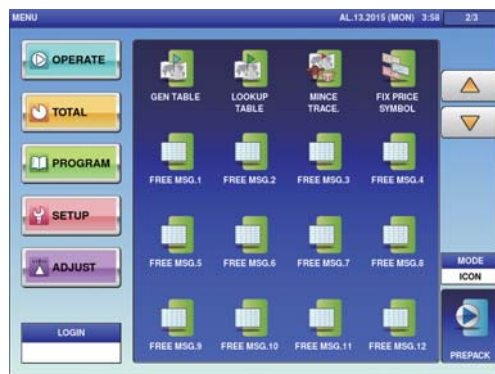 MENU
AL.13.2015 (MON) 3:58
2/3
OPERATE
TOTAL
PROGRAM
SETUP
ADJUST
LOGIN
GEN TABLE
LOOKUP
TABLE
MINCE
TRACE.
FIX PRICE
SYMBOL
FREE MSG.1
FREE MSG.2
FREE MSG.3
FREE MSG.4
FREE MSG.5
FREE MSG.6
FREE MSG.7
FREE MSG.8
FREE MSG.9
FREE MSG.10
FREE MSG.11
FREE MSG.12
MODE
ICON
PREPACK